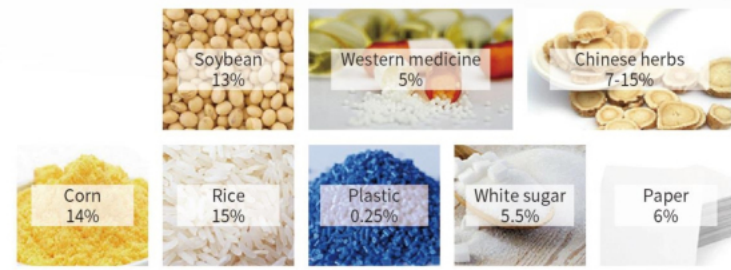 Soybean
13%
Western medicine
5%
Chinese herbs
7-15%
Corn
14%
Rice
15%
Plastic
0.25%
White sugar
5.5%
Paper
6%